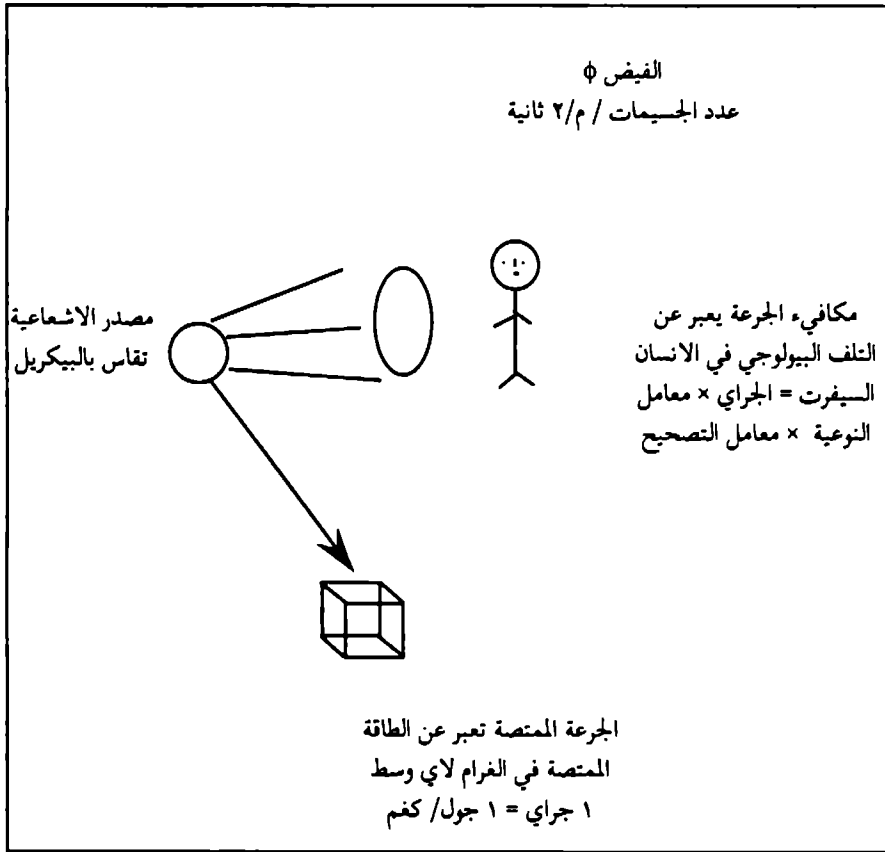 الفيض φ
عدد الجسيمات / م/٢ ثانية
مصدر الاشعاعية
تقاس بالبيكريل
مكافيء الجرعة يعبر عن
التلف البيولوجي في الانسان
السيفرت = الجراي × معامل
النوعية × معامل التصحيح
الجرعة الممتصة تعبر عن الطاقة
الممتصة في الغرام لاي وسط
١ جراي = ١ جول/ كغم